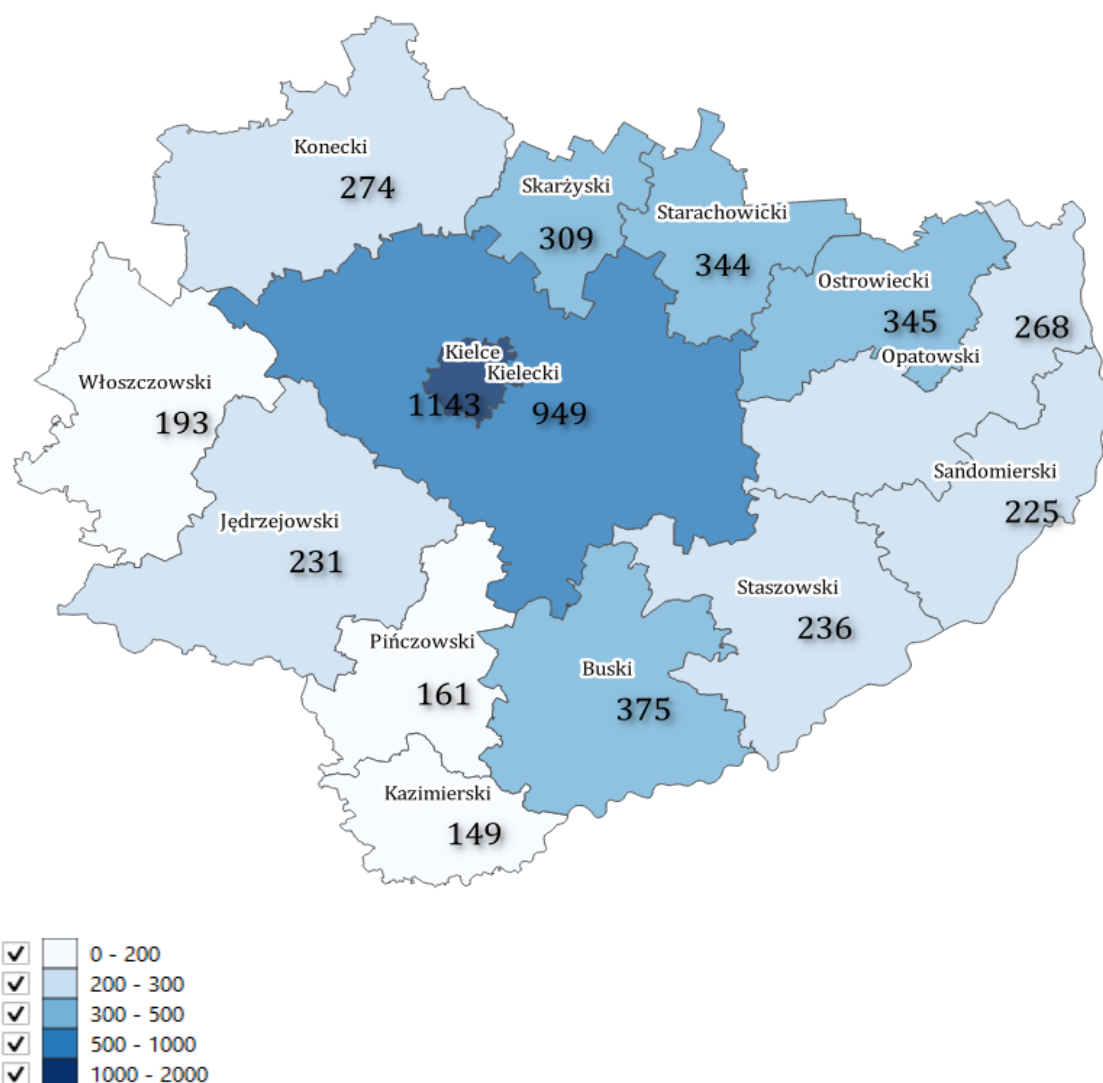 Konecki
274
Skarżyski
309
Starachowicki
344
Ostrowiecki
345
268
Opatowski
Kielce
Kielecki
1143
949
Włoszczowski
193
Sandomierski
225
Jędrzejowski
231
Staszowski
236
Pińczowski
161
Buski
375
Kazimierski
149
0 - 200
200 - 300
300 - 500
500 - 1000
1000 - 2000